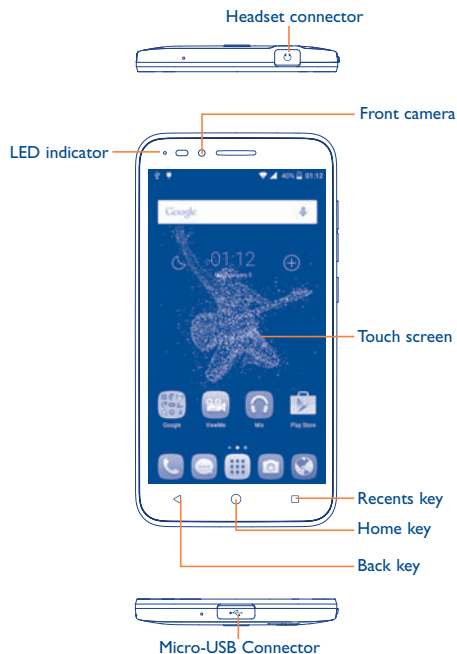 Headset connector
Front camera
LED indicator
40% 01:12
Google
01:12
Touch screen
Google ViewMe Mix Play Store
Recents key
Home key
Back key
Micro-USB Connector